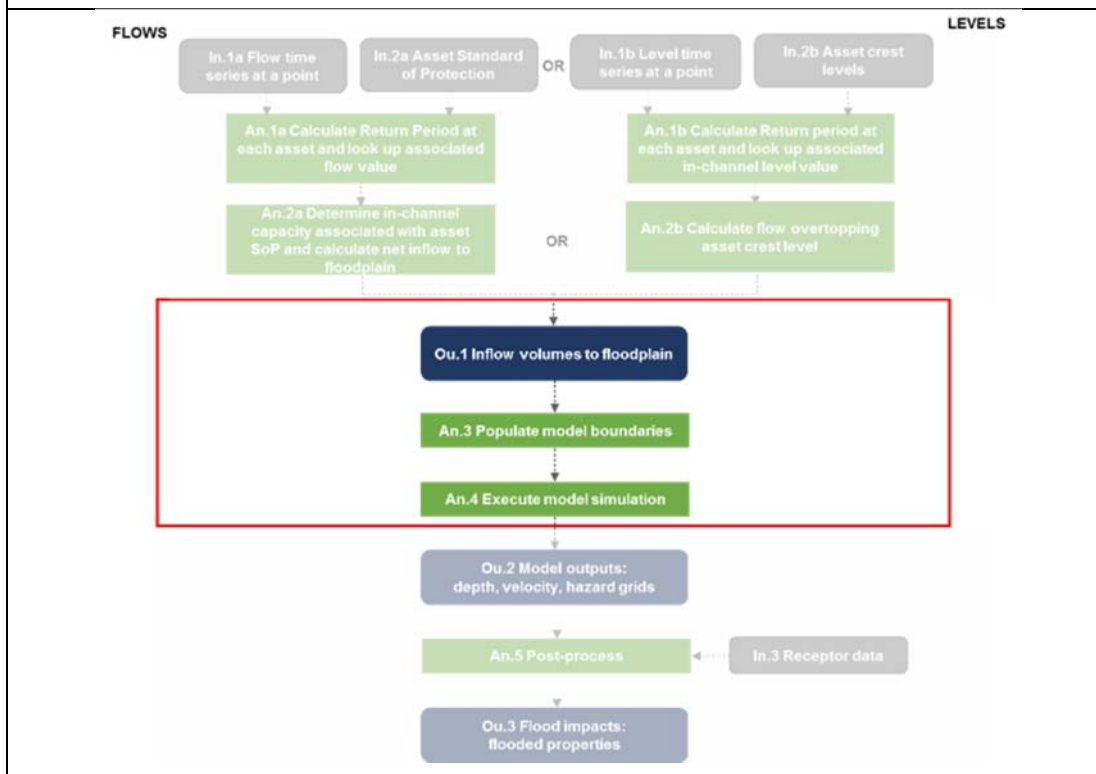 FLOWS
LEVELS
In.1a Flow time
series at a point
In.2a Asset Standard
of Protection
OR
In.1b Level time
series at a point
In.2b Asset crest
levels
An.1a Calculate Return Period at
each asset and look up associated
flow value
An.1b Calculate Return period at
each asset and look up associated
in-channel level value
An.2a Determine in-channel
capacity associated with asset
SoP and calculate net inflow to
floodplain
OR
An.2b Calculate flow overtopping
asset crest level
Ou.1 Inflow volumes to floodplain
An.3 Populate model boundaries
An.4 Execute model simulation
Ou.2 Model outputs:
depth, velocity, hazard grids
An.5 Post-process
In.3 Receptor data
Ou.3 Flood impacts:
flooded properties